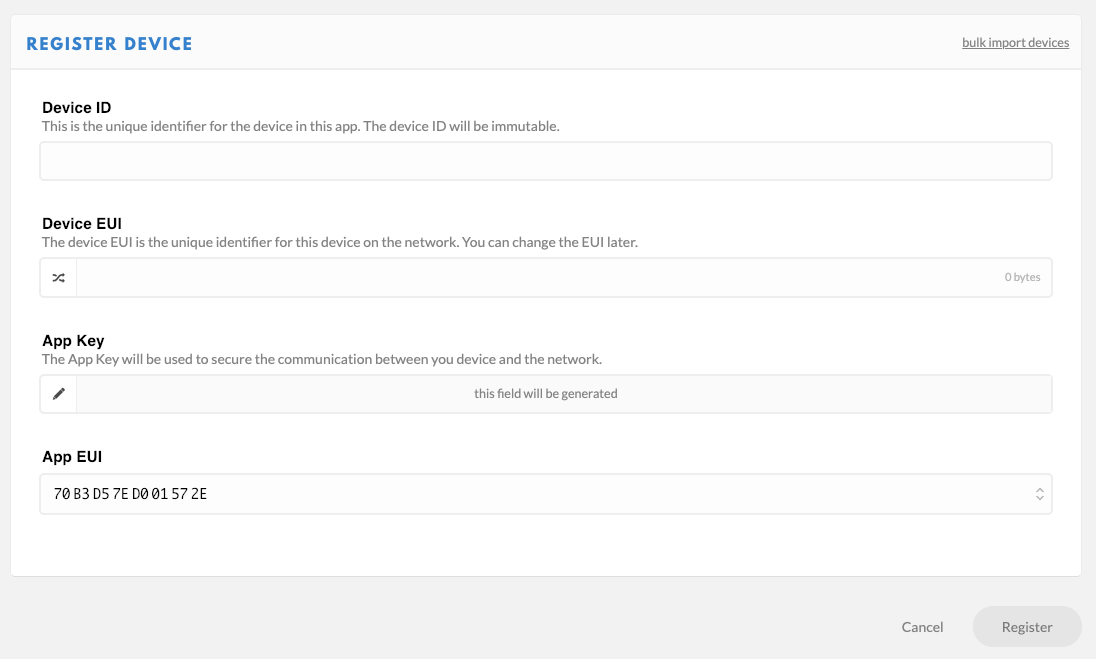 REGISTER DEVICE
bulk import devices
Device ID
This is the unique identifier for the device in this app. The device ID will be immutable.
Device EUI
The device EUI is the unique identifier for this device on the network. You can change the EUI later.
0 bytes
App Key
The App Key will be used to secure the communication between you device and the network.
this field will be generated
App EUI
70 B3 D5 7E D0 01 57 2E
Cancel
Register